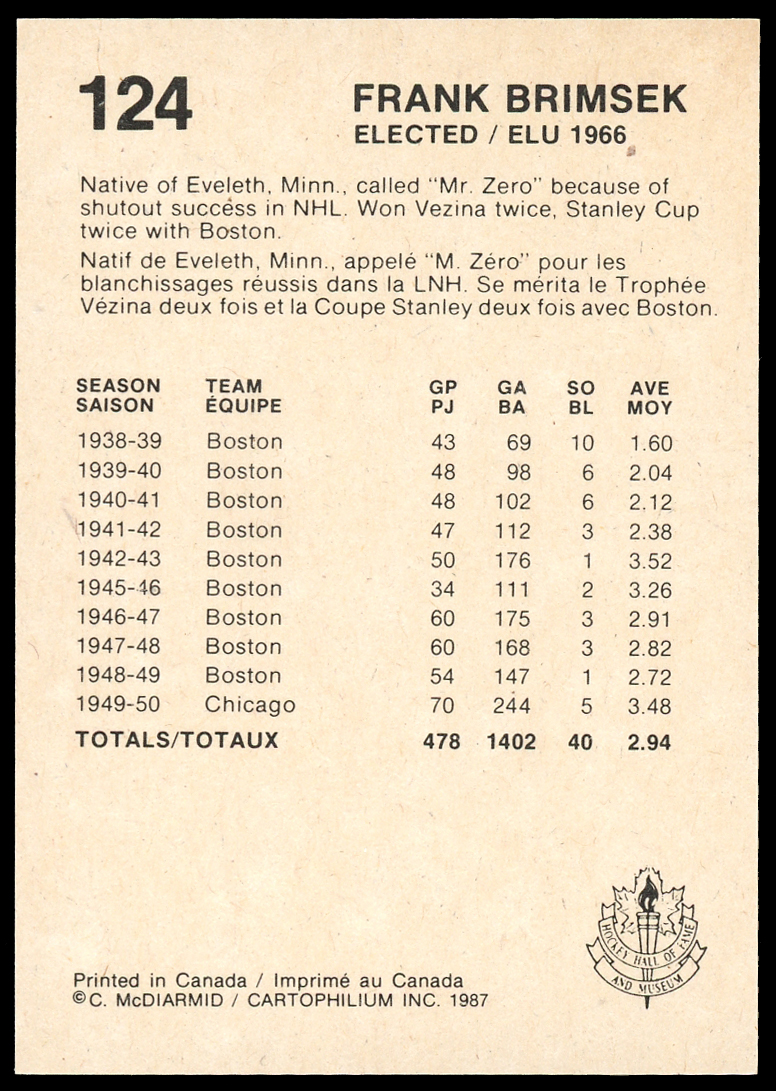 124
FRANK BRIMSEK
ELECTED / ELU 1966
Native of Eveleth, Minn., called "Mr. Zero" because of
shutout success in NHL. Won Vezina twice, Stanley Cup
twice with Boston.
Natif de Eveleth, Minn., appelé "M. Zéro" pour les
blanchissages réussis dans la LNH. Se mérita le Trophée
Vézina deux fois et la Coupe Stanley deux fois avec Boston.
SEASON TEAM GP GA SO AVE
SAISON ÉQUIPE PJ BA BL MOY
1938-39 Boston 43 69 10 1.60
1939-40 Boston 48 98 6 2.04
1940-41 Boston 48 102 6 2.12
1941-42 Boston 47 112 3 2.38
1942-43 Boston 50 176 1 3.52
1945-46 Boston 34 111 2 3.26
1946-47 Boston 60 175 3 2.91
1947-48 Boston 60 168 3 2.82
1948-49 Boston 54 147 1 2.72
1949-50 Chicago 70 244 5 3.48
TOTALS/TOTAUX 478 1402 40 2.94
HOCKEY HALL OF FAME
AND MUSEUM
Printed in Canada / Imprimé au Canada
©C. McDIARMID / CARTOPHILIUM INC. 1987